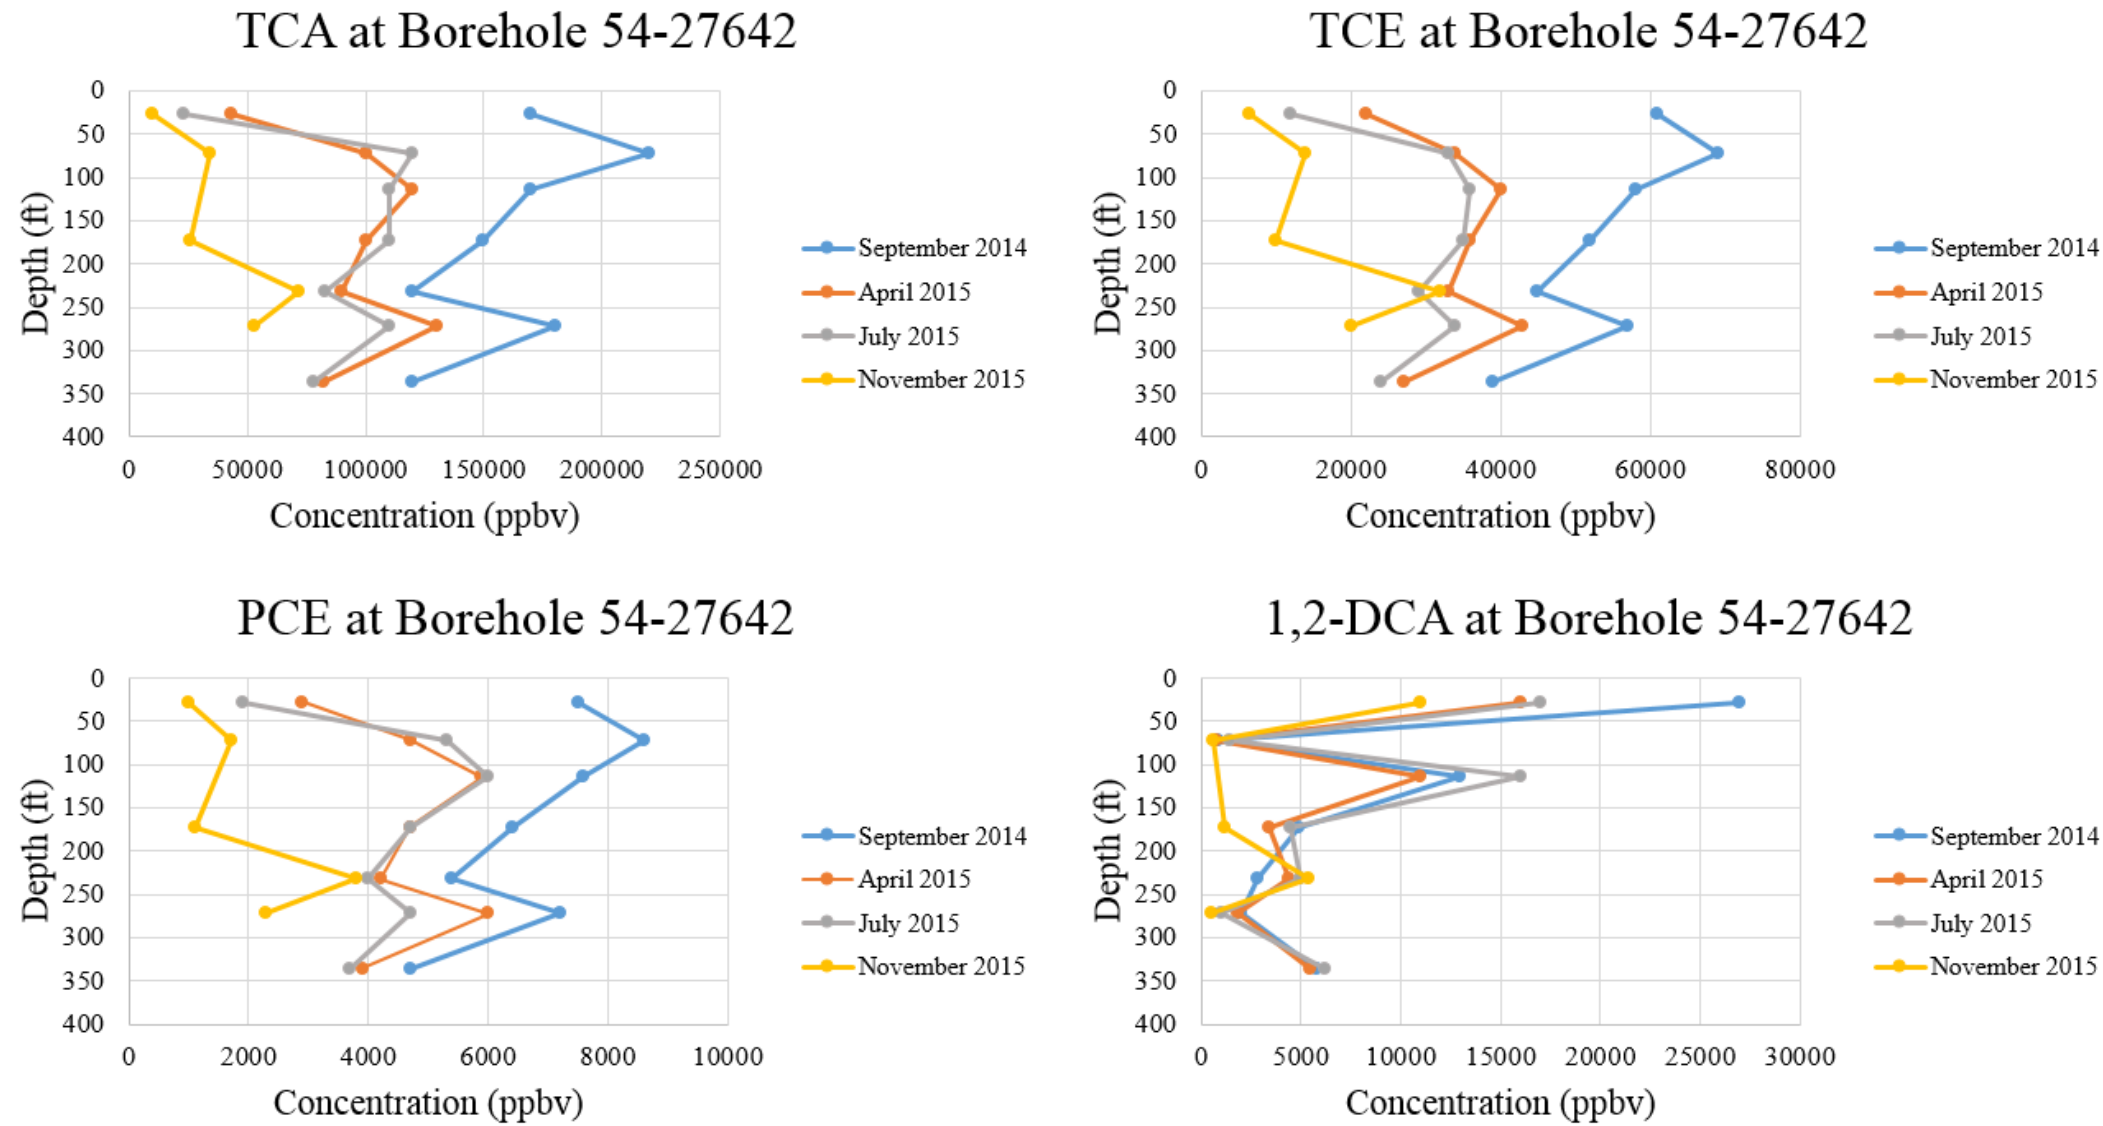 TCA at Borehole 54-27642
0
50
100
150
200
250
300
350
400
Depth (ft)
0 50000 100000 150000 200000 250000
Concentration (ppbv)
September 2014
April 2015
July 2015
November 2015
TCE at Borehole 54-27642
0
50
100
150
200
250
300
350
400
Depth (ft)
0 20000 40000 60000 80000
Concentration (ppbv)
September 2014
April 2015
July 2015
November 2015
PCE at Borehole 54-27642
0
50
100
150
200
250
300
350
400
Depth (ft)
0 2000 4000 6000 8000 10000
Concentration (ppbv)
September 2014
April 2015
July 2015
November 2015
1,2-DCA at Borehole 54-27642
0
50
100
150
200
250
300
350
400
Depth (ft)
0 5000 10000 15000 20000 25000 30000
Concentration (ppbv)
September 2014
April 2015
July 2015
November 2015